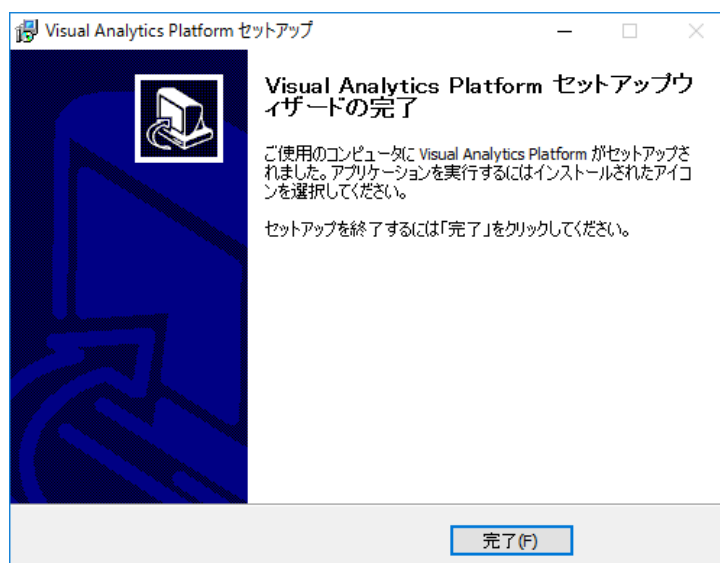 Visual Analytics Platform セットアップ
Visual Analytics Platform セットアップウ
ィザードの完了
ご使用のコンピュータに Visual Analytics Platform がセットアップさ
れました。アプリケーションを実行するにはインストールされたアイコ
ンを選択してください。
セットアップを終了するには「完了」をクリックしてください。
完了(F)